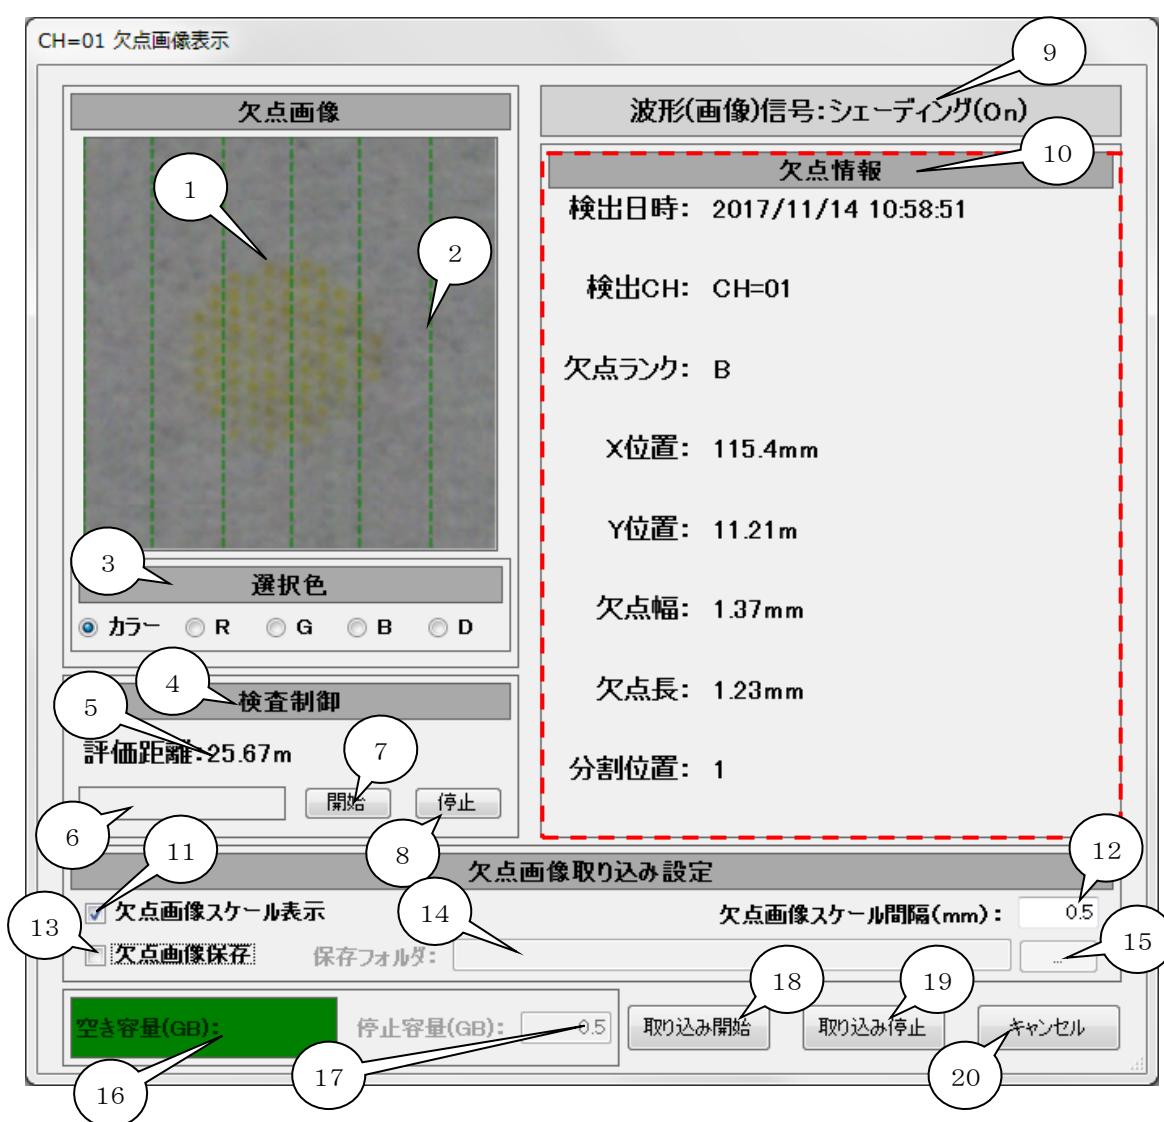 CH=01 欠点画像表示
9
欠点画像
波形(画像)信号:シェーディング(On)
1
2
10
欠点情報
検出日時: 2017/11/14 10:58:51
検出CH: CH=01
欠点ランク: B
X位置: 115.4mm
Y位置: 11.21m
欠点幅: 1.37mm
欠点長: 1.23mm
分割位置: 1
3
選択色
カラー R G B D
4
検査制御
5
評価距離:25.67m
7
開始 停止
6
8
11
12
欠点画像取り込み設定
欠点画像スケール表示
欠点画像スケール間隔(mm): 0.5
13
14
15
欠点画像保存 保存フォルダ: ...
18
19
空き容量(GB): 停止容量(GB): 0.5 取り込み開始 取り込み停止 キャンセル
16
17
20